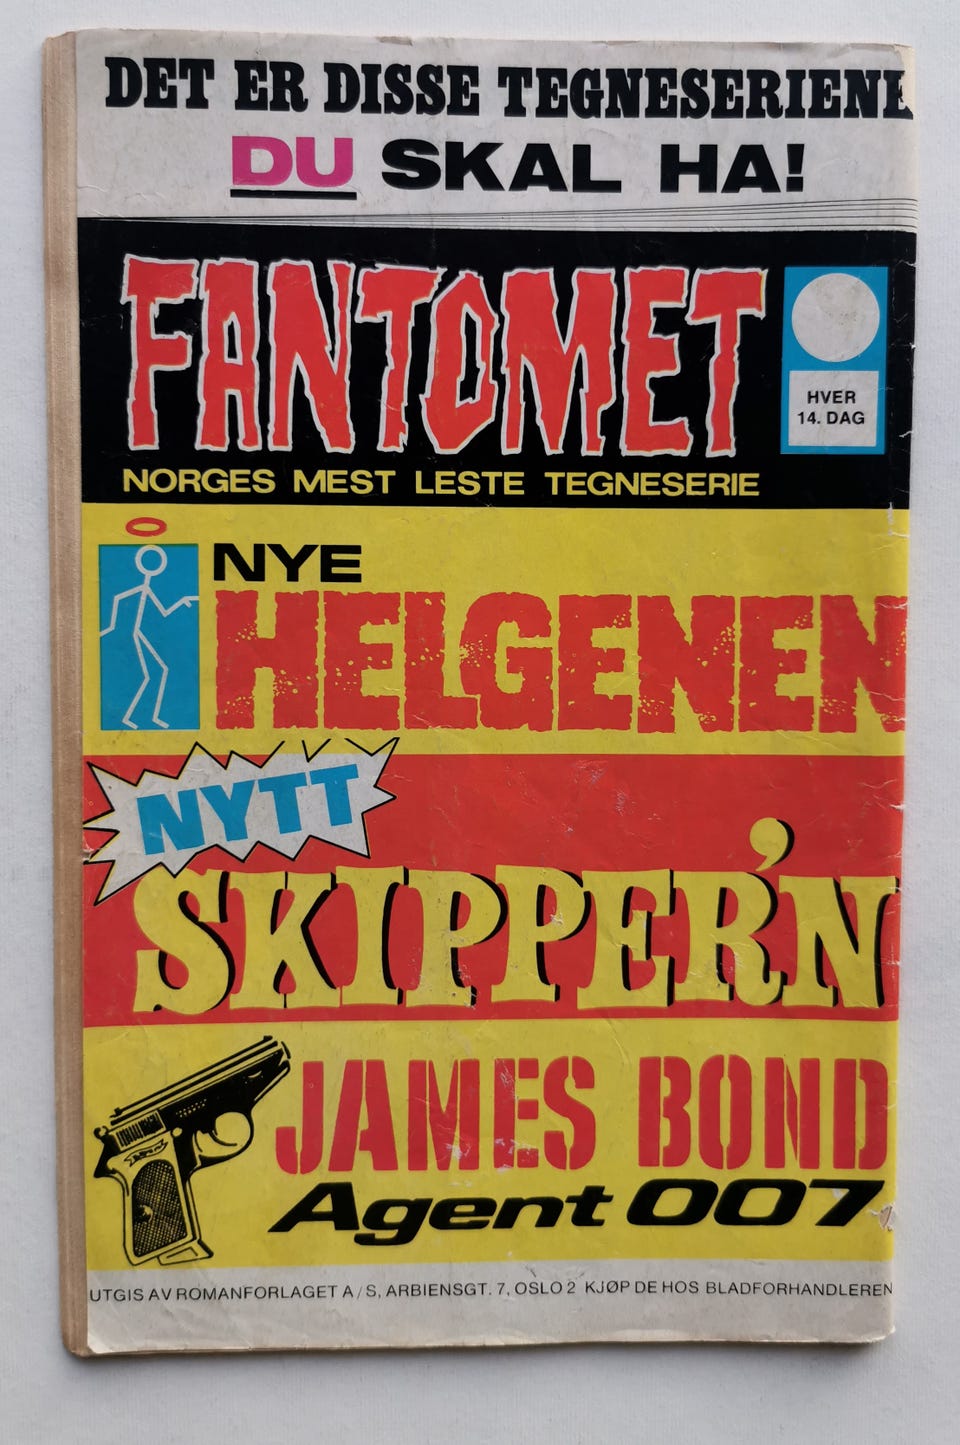 DET ER DISSE TEGNESERIENE
DU SKAL HA!
FANTOMET
HVER
14. DAG
NORGES MEST LESTE TEGNESERIE
NYE
HELGENEN
NYTT
SKIPPER'N
JAMES BOND
Agent 007
UTGIS AV ROMANFORLAGET A/S, ARBIENSGT. 7, OSLO 2 KJØP DE HOS BLADFORHANDLEREN